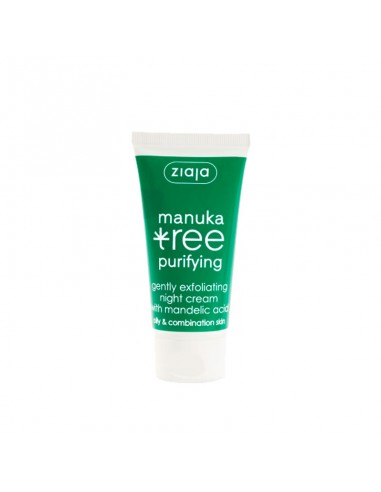 ziaja
manuka
tree
purifying
gently exfoliating
night cream
with mandelic acid
oily & combination skin